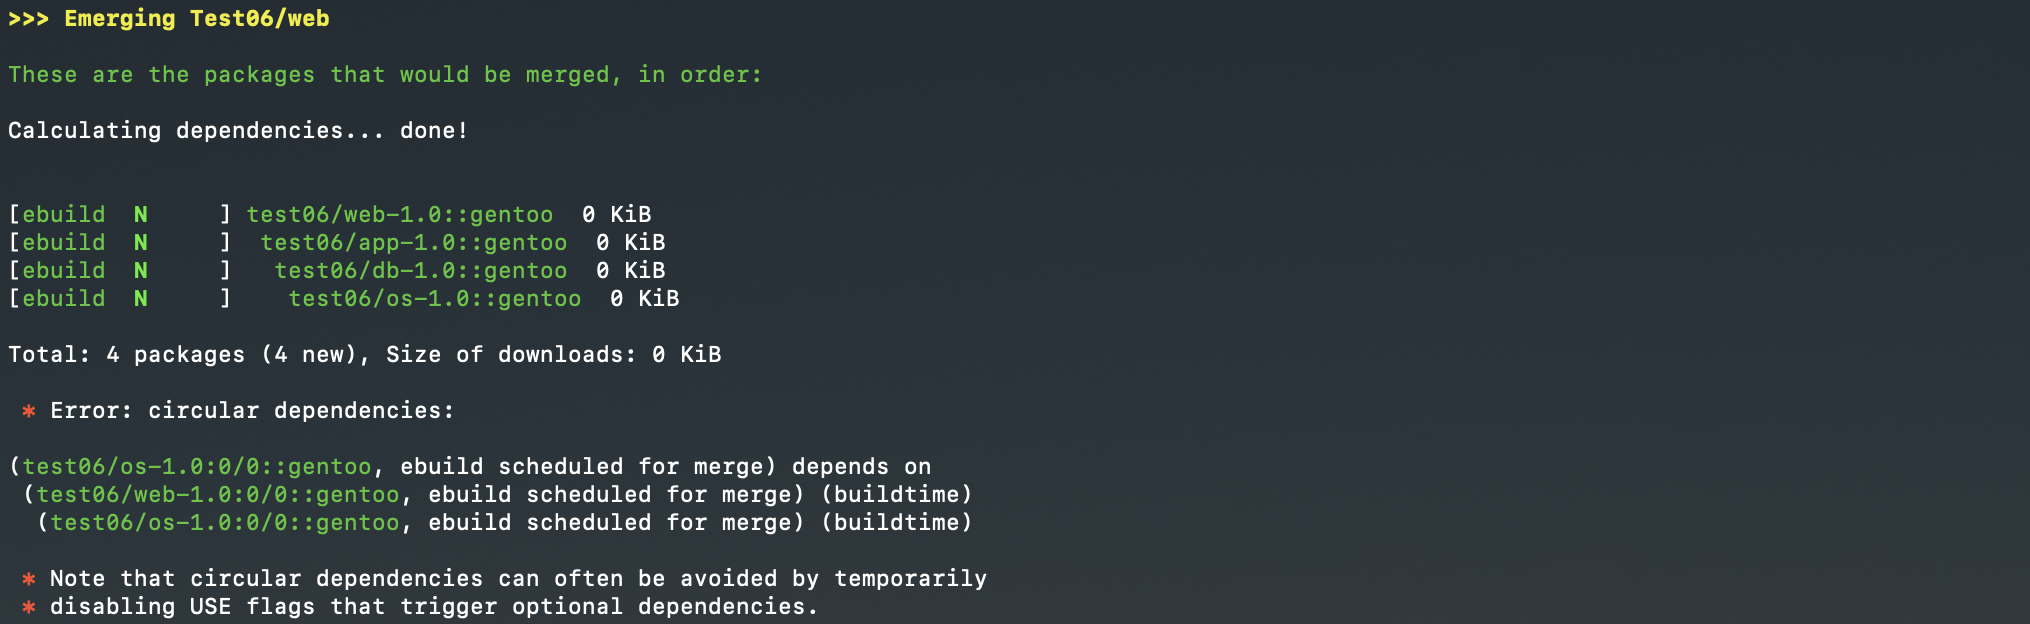 >>> Emerging Test06/web
These are the packages that would be merged, in order:
Calculating dependencies... done!
[ebuild  N     ] test06/web-1.0::gentoo  0 KiB
[ebuild  N     ]  test06/app-1.0::gentoo  0 KiB
[ebuild  N     ]   test06/db-1.0::gentoo  0 KiB
[ebuild  N     ]    test06/os-1.0::gentoo  0 KiB
Total: 4 packages (4 new), Size of downloads: 0 KiB
 * Error: circular dependencies:
(test06/os-1.0:0/0::gentoo, ebuild scheduled for merge) depends on
 (test06/web-1.0:0/0::gentoo, ebuild scheduled for merge) (buildtime)
  (test06/os-1.0:0/0::gentoo, ebuild scheduled for merge) (buildtime)
 * Note that circular dependencies can often be avoided by temporarily
 * disabling USE flags that trigger optional dependencies.